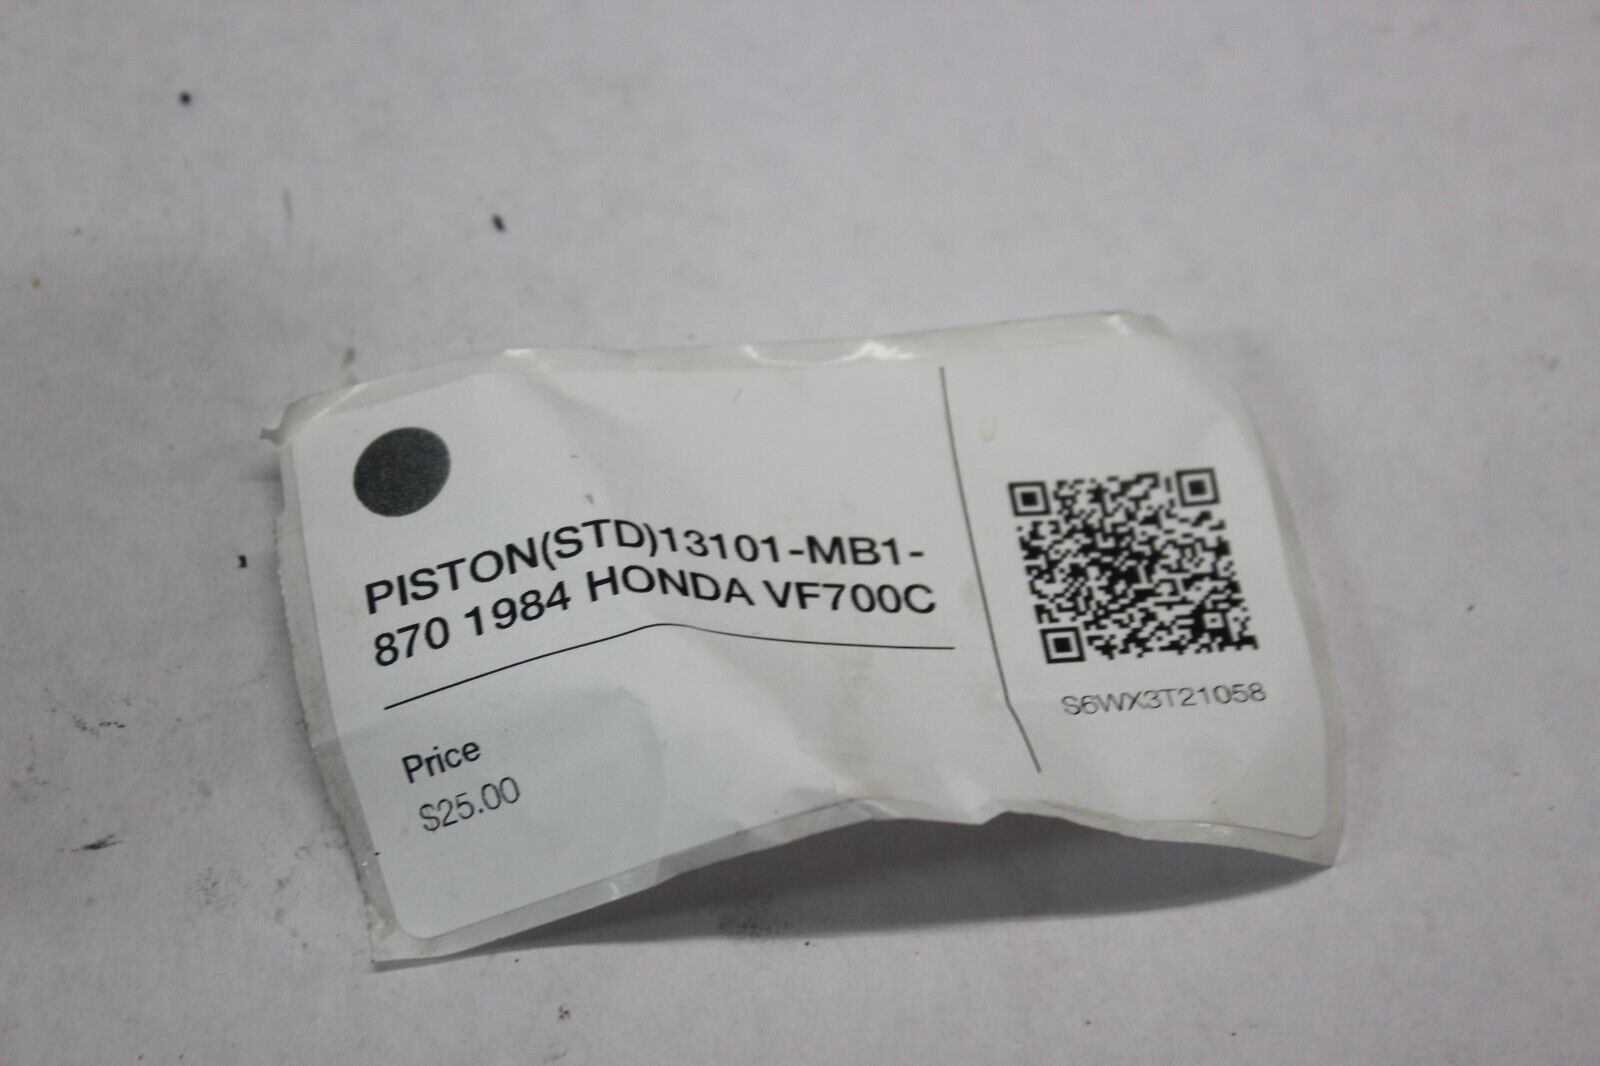 PISTON(STD)13101-MB1-
870 1984 HONDA VF700C
Price
$25.00
S6WX3T21058